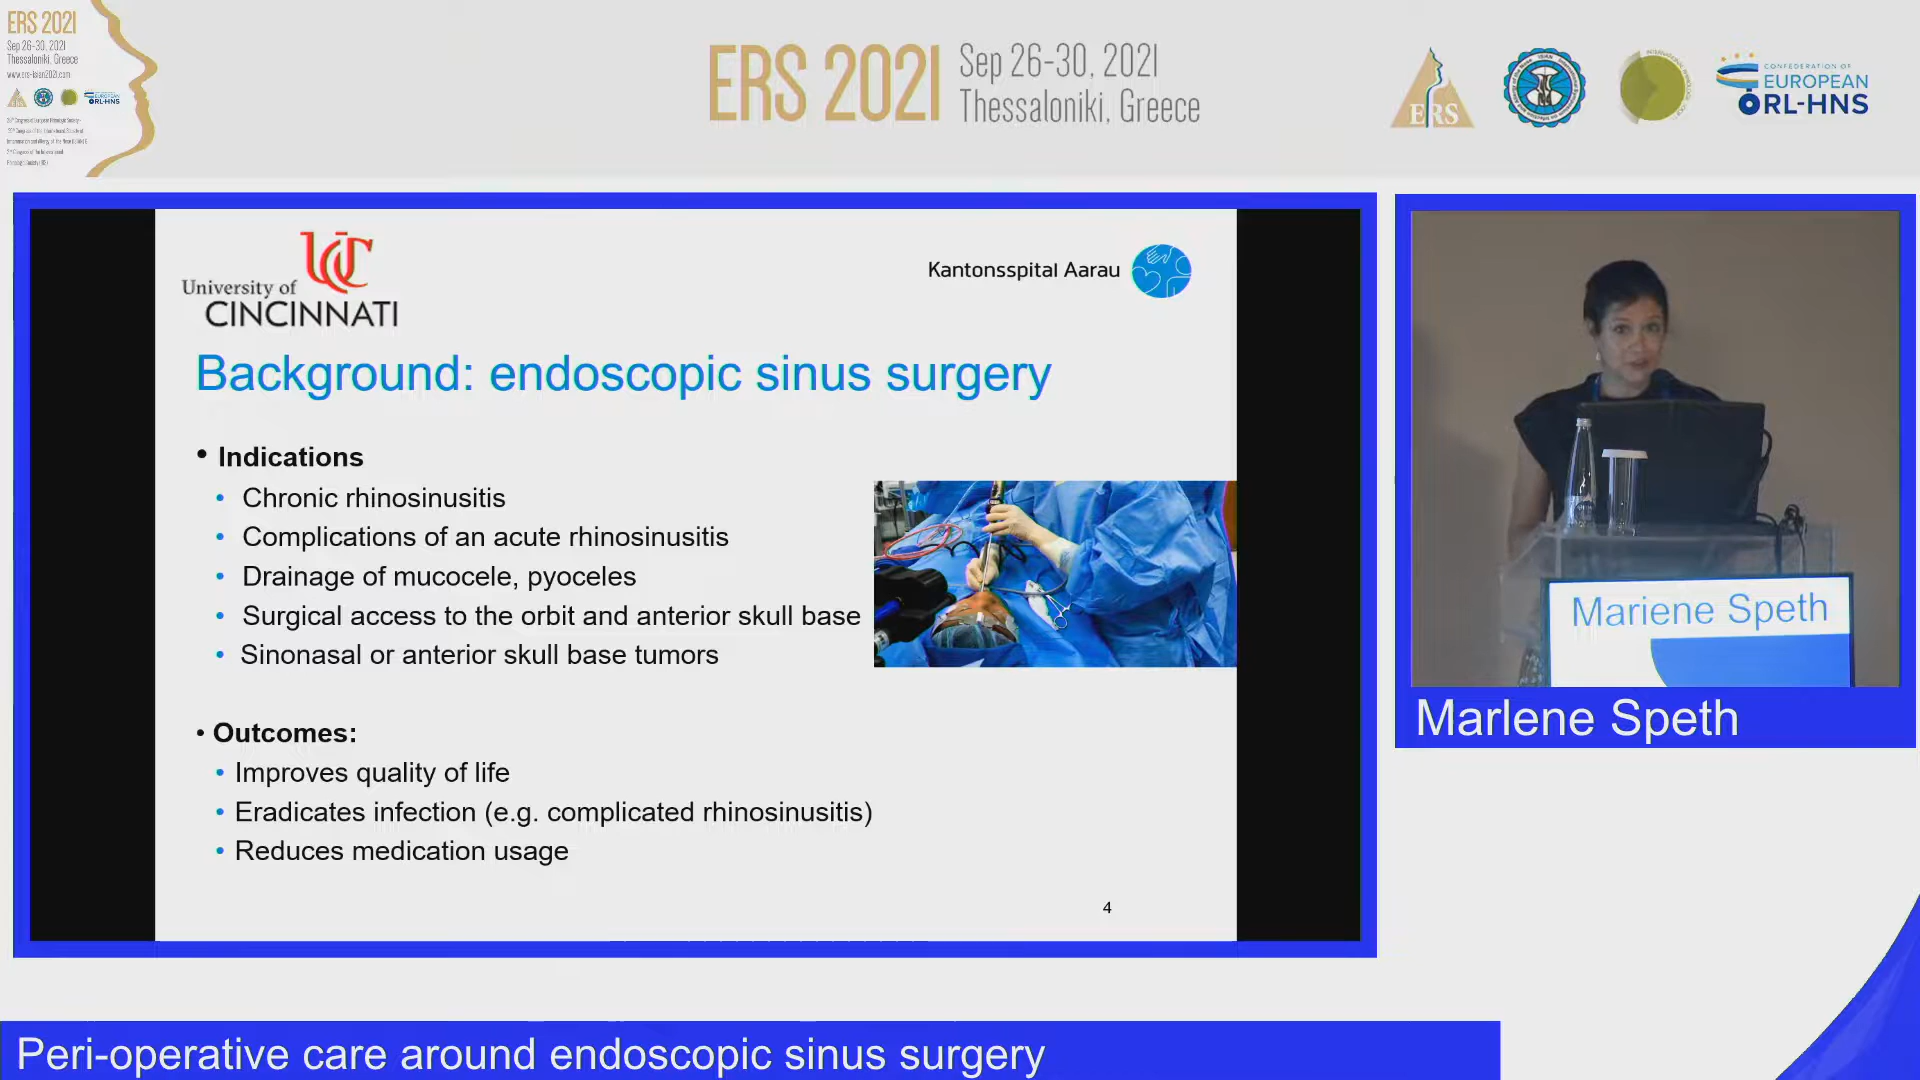 ERS 2021
Sep 26-30, 2021
Thessaloniki, Greece
www.ers-isian2021.com
ERS 2021
Sep 26-30, 2021
Thessaloniki, Greece
ERS
CONFEDERATION OF
EUROPEAN
ORL-HNS
University of
CINCINNATI
Kantonsspital Aarau
Background: endoscopic sinus surgery
• Indications
• Chronic rhinosinusitis
• Complications of an acute rhinosinusitis
• Drainage of mucocele, pyoceles
• Surgical access to the orbit and anterior skull base
• Sinonasal or anterior skull base tumors
• Outcomes:
• Improves quality of life
• Eradicates infection (e.g. complicated rhinosinusitis)
• Reduces medication usage
4
Marlene Speth
Marlene Speth
Peri-operative care around endoscopic sinus surgery